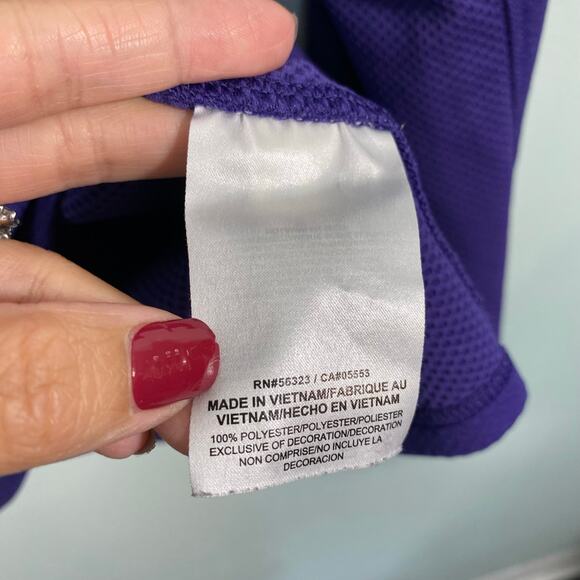 RN#56323 / CA#05553
MADE IN VIETNAM/FABRIQUE AU
VIETNAM/HECHO EN VIETNAM
100% POLYESTER/POLYESTER/POLIESTER
EXCLUSIVE OF DECORATION/DECORATION
NON COMPRISE/NO INCLUYE LA
DECORACION